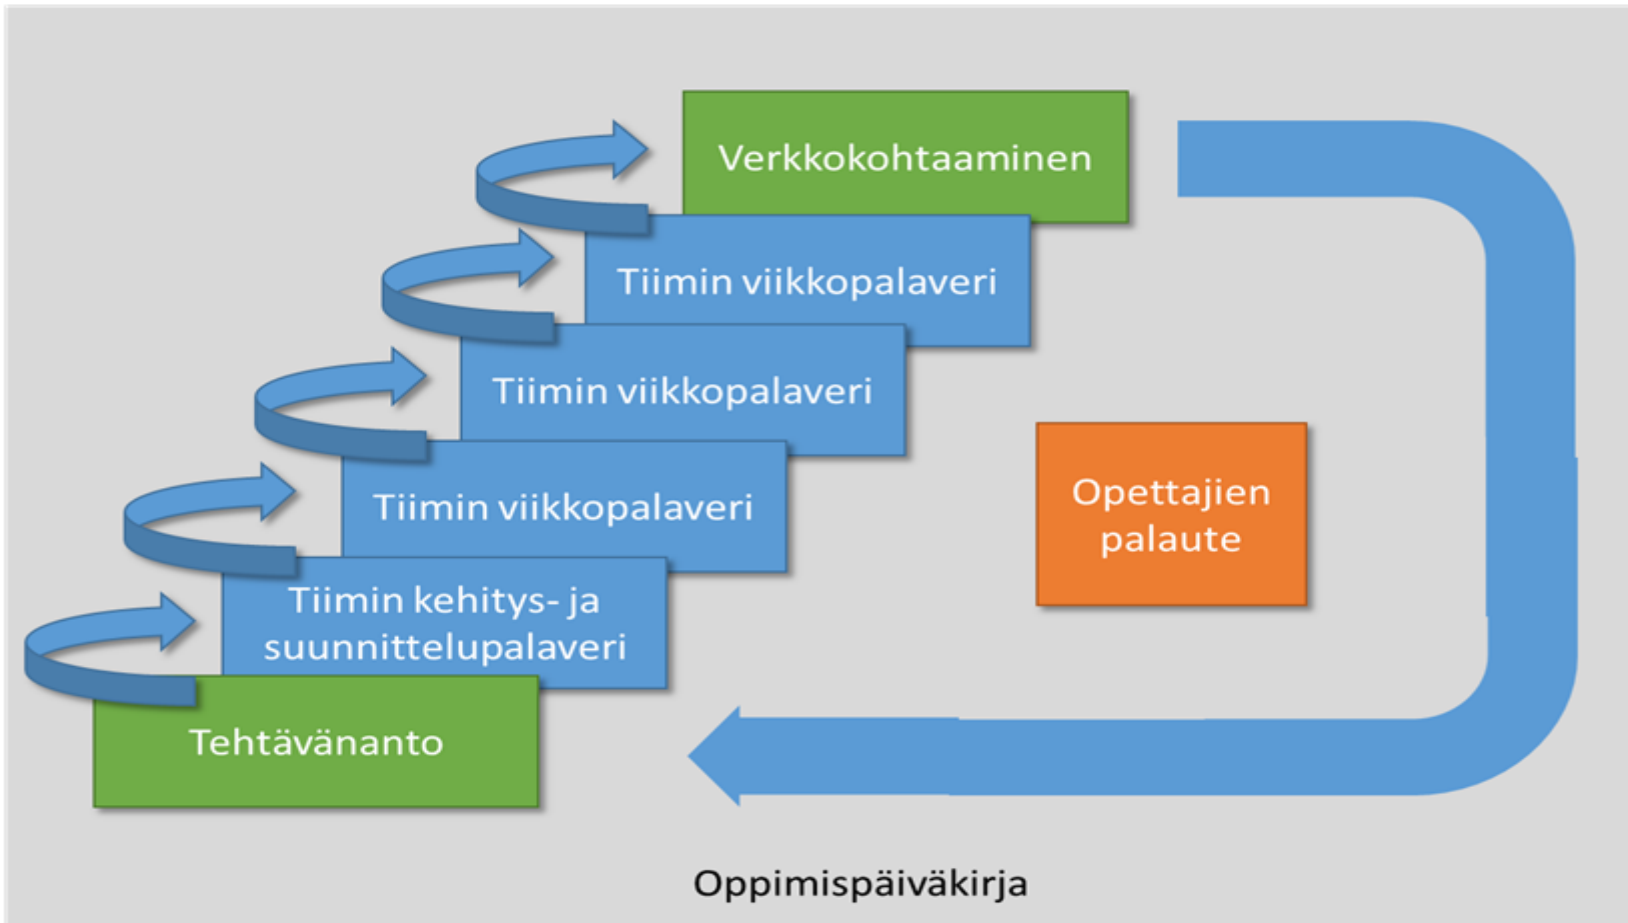 Verkkokohtaaminen
Tiimin viikkopalaveri
Tiimin viikkopalaveri
Tiimin viikkopalaveri
Tiimin kehitys- ja
suunnittelupalaveri
Tehtävänanto
Opettajien
palaute
Oppimispäiväkirja